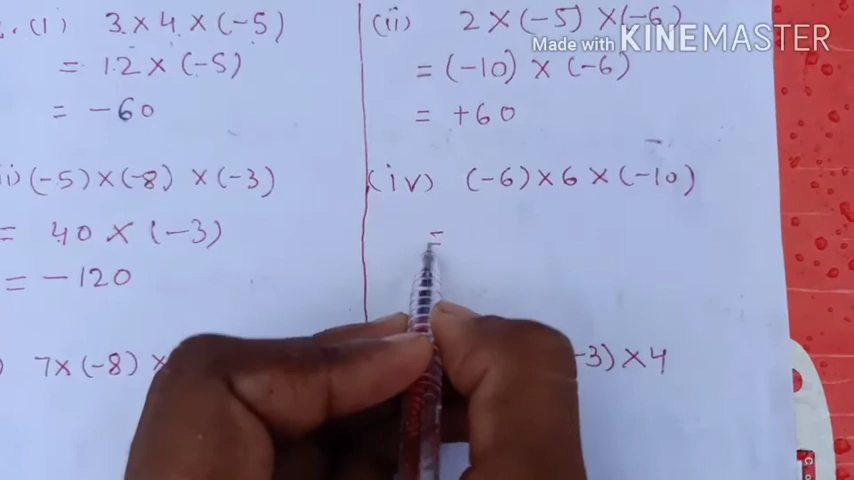 .(i) 3×4×(-5)
= 12×(-5)
= -60
(ii) 2×(-5)×(-6)
= (-10)×(-6)
= +60
ii)(-5)×(-8)×(-3)
= 40×(-3)
= -120
(iv) (-6)×6×(-10)
=
) 7×(-8)×
-3)×4
Made with KINEMASTER